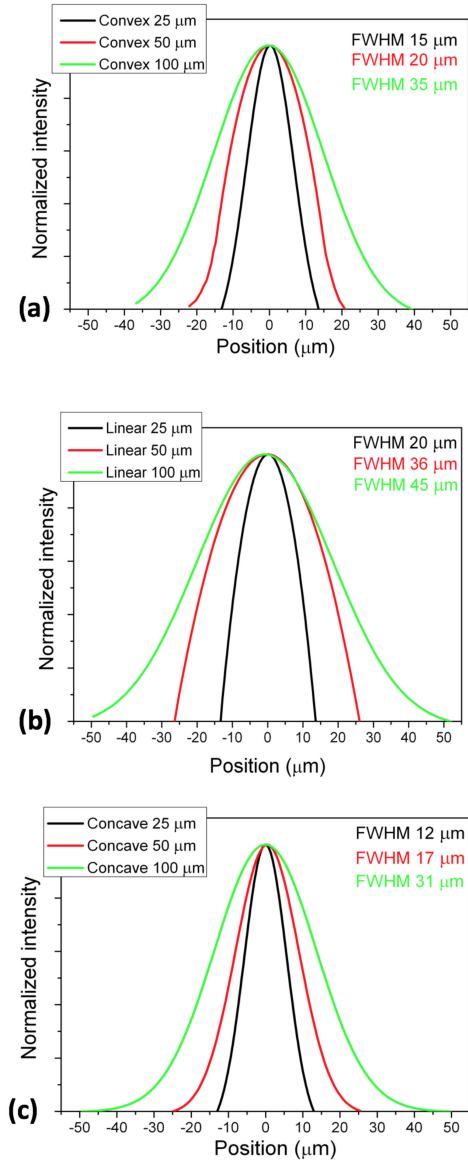 Convex 25 μm
Convex 50 μm
Convex 100 μm
FWHM 15 μm
FWHM 20 μm
FWHM 35 μm
Normalized intensity
(a)
-50 -40 -30 -20 -10 0 10 20 30 40 50
Position (μm)
Linear 25 μm
Linear 50 μm
Linear 100 μm
FWHM 20 μm
FWHM 36 μm
FWHM 45 μm
Normalized intensity
(b)
-50 -40 -30 -20 -10 0 10 20 30 40 50
Position (μm)
Concave 25 μm
Concave 50 μm
Concave 100 μm
FWHM 12 μm
FWHM 17 μm
FWHM 31 μm
Normalized intensity
(c)
-50 -40 -30 -20 -10 0 10 20 30 40 50
Position (μm)